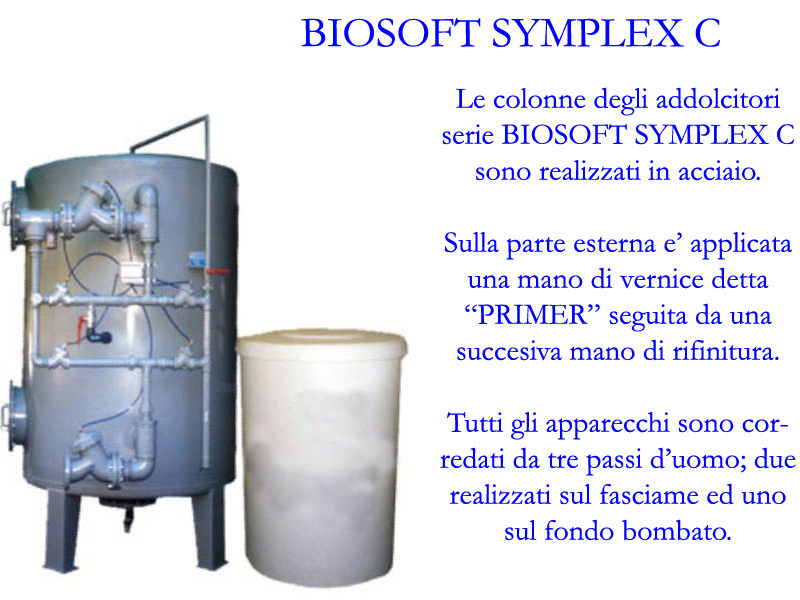 BIOSOFT SYMPLEX C
Le colonne degli addolcitori
serie BIOSOFT SYMPLEX C
sono realizzati in acciaio.
Sulla parte esterna e’ applicata
una mano di vernice detta
“PRIMER” seguita da una
succesiva mano di rifinitura.
Tutti gli apparecchi sono cor-
redati da tre passi d’uomo; due
realizzati sul fasciame ed uno
sul fondo bombato.